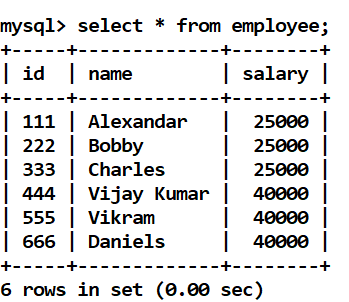 mysql> select * from employee;
+-----+-------------+--------+
| id  | name        | salary |
+-----+-------------+--------+
| 111 | Alexandar   |  25000 |
| 222 | Bobby       |  25000 |
| 333 | Charles     |  25000 |
| 444 | Vijay Kumar |  40000 |
| 555 | Vikram      |  40000 |
| 666 | Daniels     |  40000 |
+-----+-------------+--------+
6 rows in set (0.00 sec)